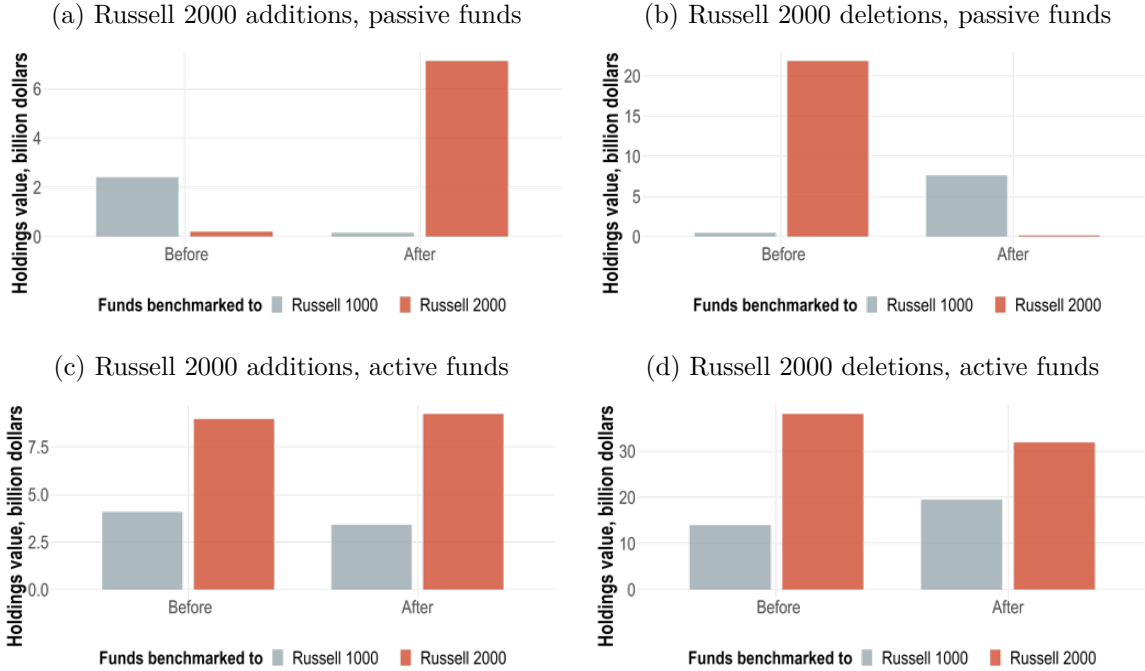 (a) Russell 2000 additions, passive funds
Holdings value, billion dollars
6
4
2
0
Before After
Funds benchmarked to Russell 1000 Russell 2000
(b) Russell 2000 deletions, passive funds
Holdings value, billion dollars
20
15
10
5
0
Before After
Funds benchmarked to Russell 1000 Russell 2000
(c) Russell 2000 additions, active funds
Holdings value, billion dollars
7.5
5.0
2.5
0.0
Before After
Funds benchmarked to Russell 1000 Russell 2000
(d) Russell 2000 deletions, active funds
Holdings value, billion dollars
30
20
10
0
Before After
Funds benchmarked to Russell 1000 Russell 2000